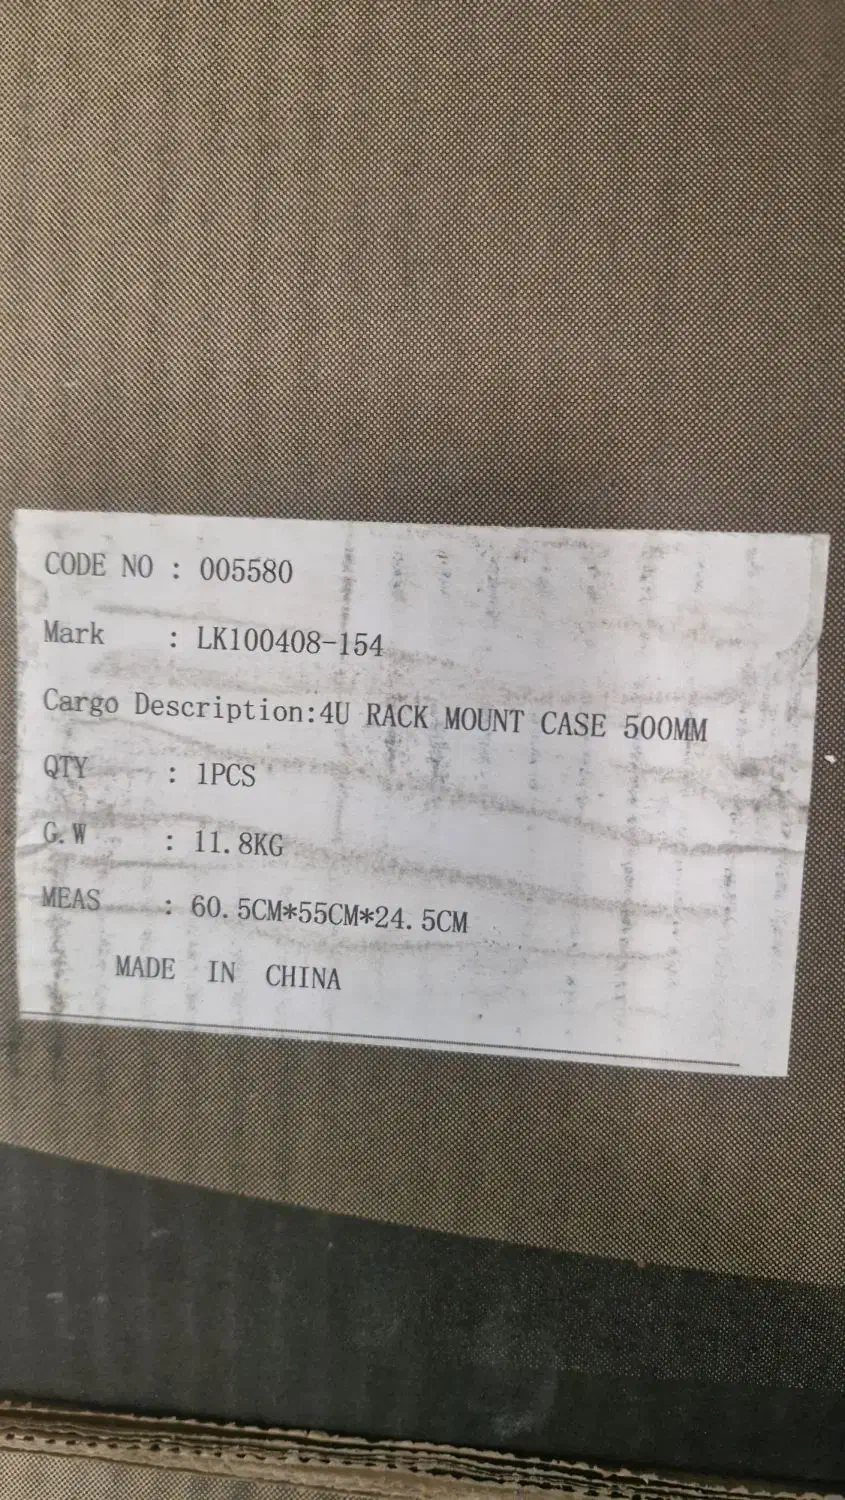 CODE NO : 005580
Mark : LK100408-154
Cargo Description:4U RACK MOUNT CASE 500MM
QTY : 1PCS
G.W : 11.8KG
MEAS : 60.5CM*55CM*24.5CM
MADE IN CHINA